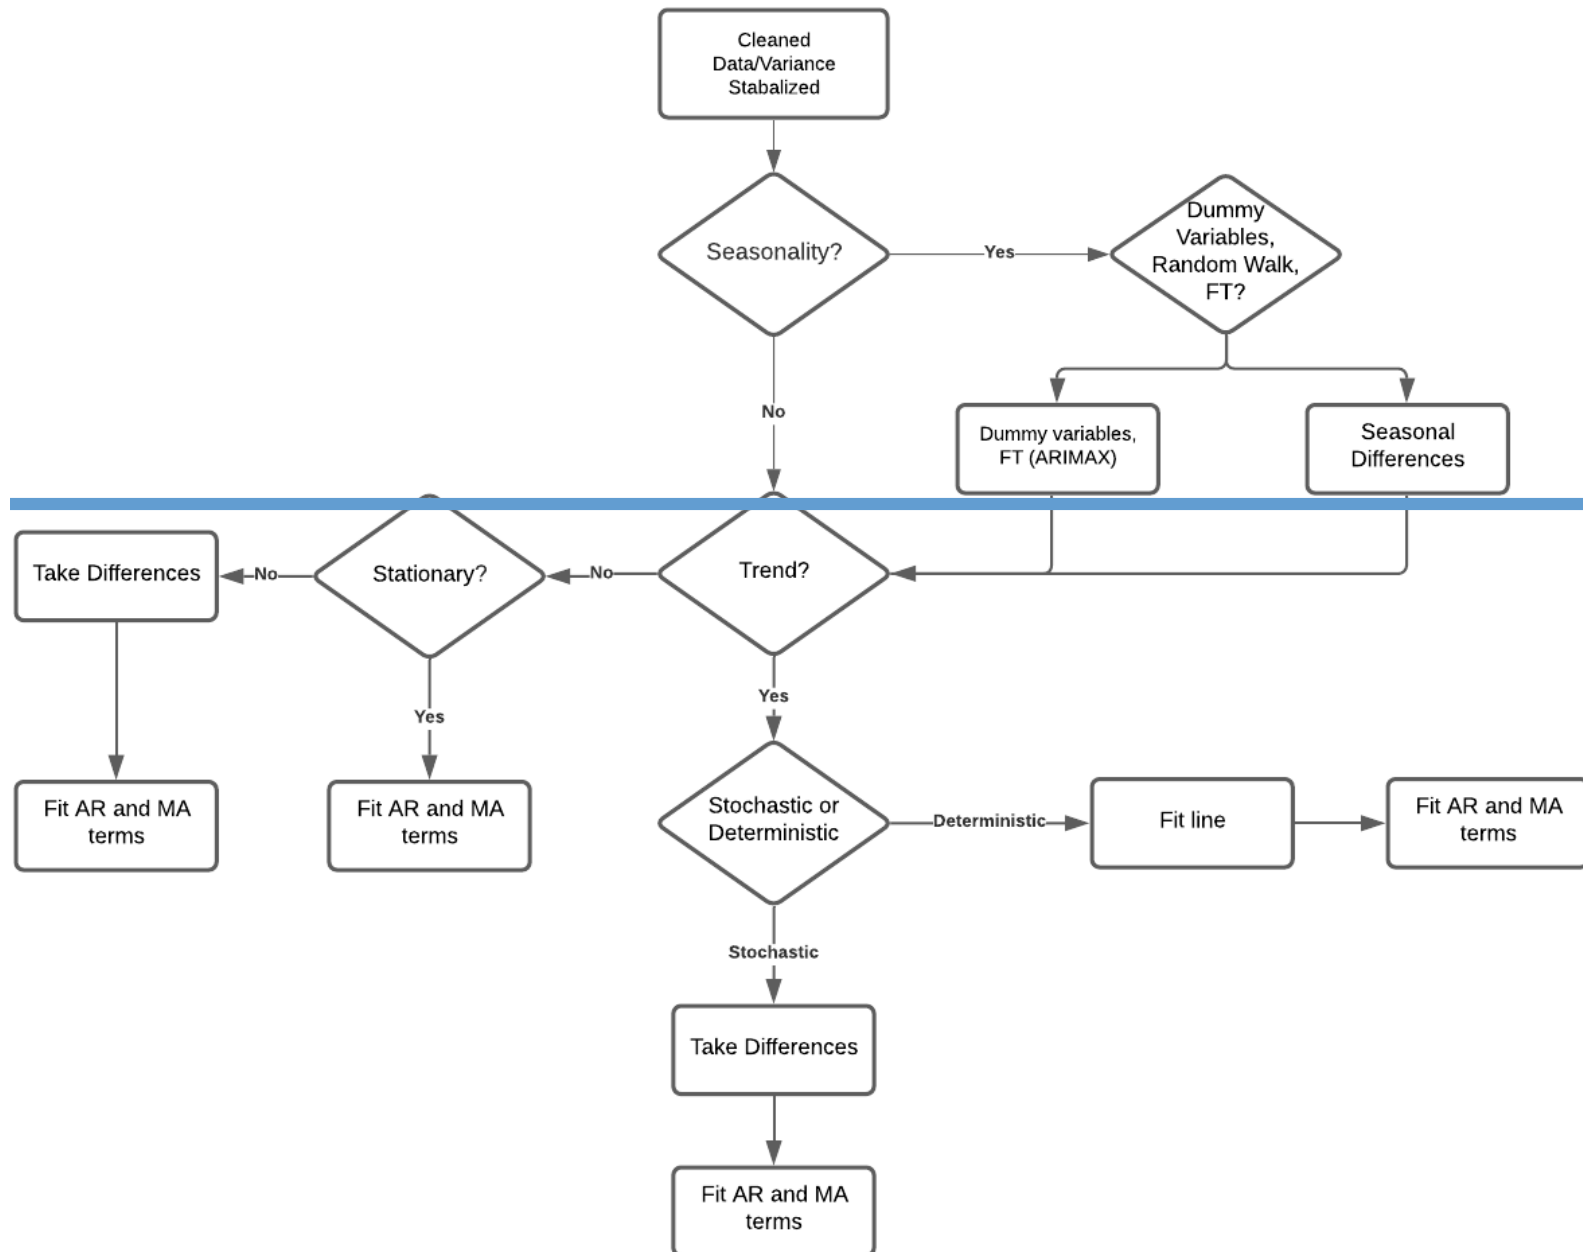 Cleaned
Data/Variance
Stabalized
Seasonality?
Yes
Dummy
Variables,
Random Walk,
FT?
No
Dummy variables,
FT (ARIMAX)
Seasonal
Differences
Take Differences
No
Stationary?
No
Trend?
Yes
Yes
Fit AR and MA
terms
Fit AR and MA
terms
Stochastic or
Deterministic
Deterministic
Fit line
Fit AR and MA
terms
Stochastic
Take Differences
Fit AR and MA
terms